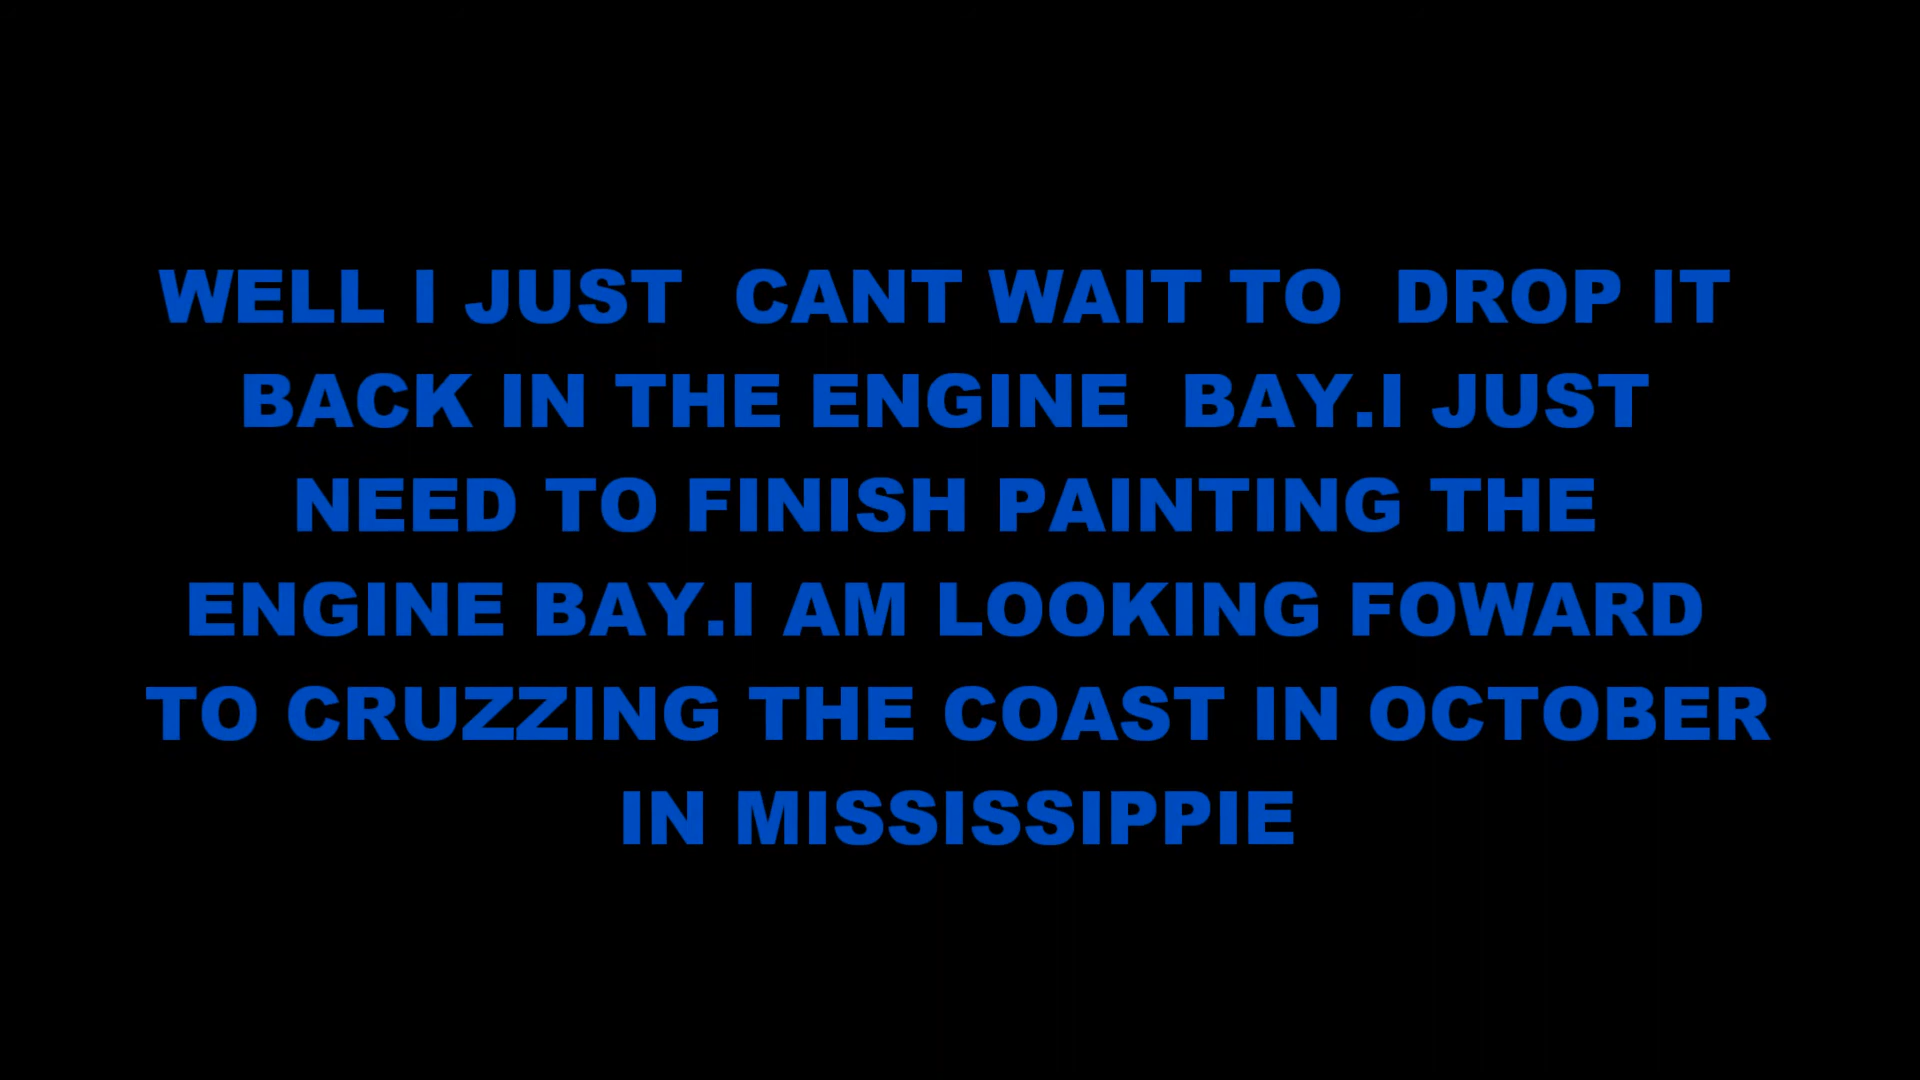 WELL I JUST  CANT WAIT TO  DROP IT
BACK IN THE ENGINE  BAY.I JUST
NEED TO FINISH PAINTING THE
ENGINE BAY.I AM LOOKING FOWARD
TO CRUZZING THE COAST IN OCTOBER
IN MISSISSIPPIE